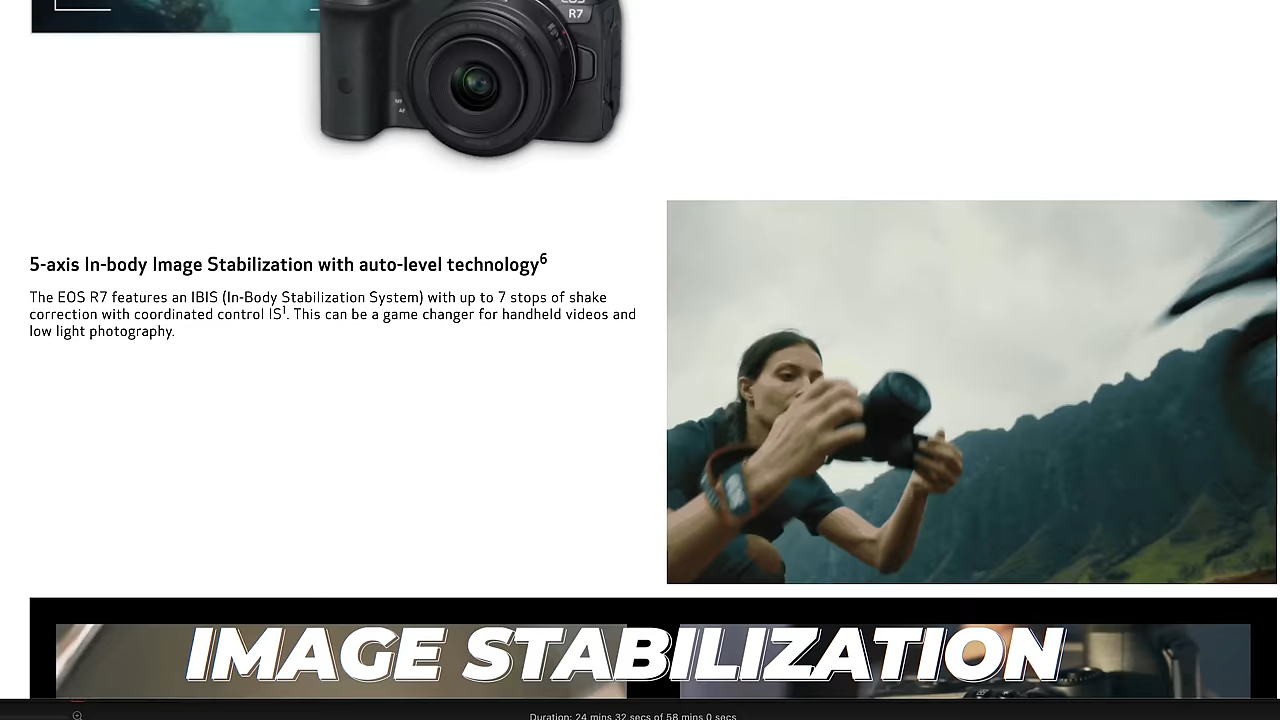 EOS
R7
MF
AF
5-axis In-body Image Stabilization with auto-level technology6
The EOS R7 features an IBIS (In-Body Stabilization System) with up to 7 stops of shake
correction with coordinated control IS1. This can be a game changer for handheld videos and
low light photography.
IMAGE STABILIZATION
Duration: 24 mins 32 secs of 58 mins 0 secs